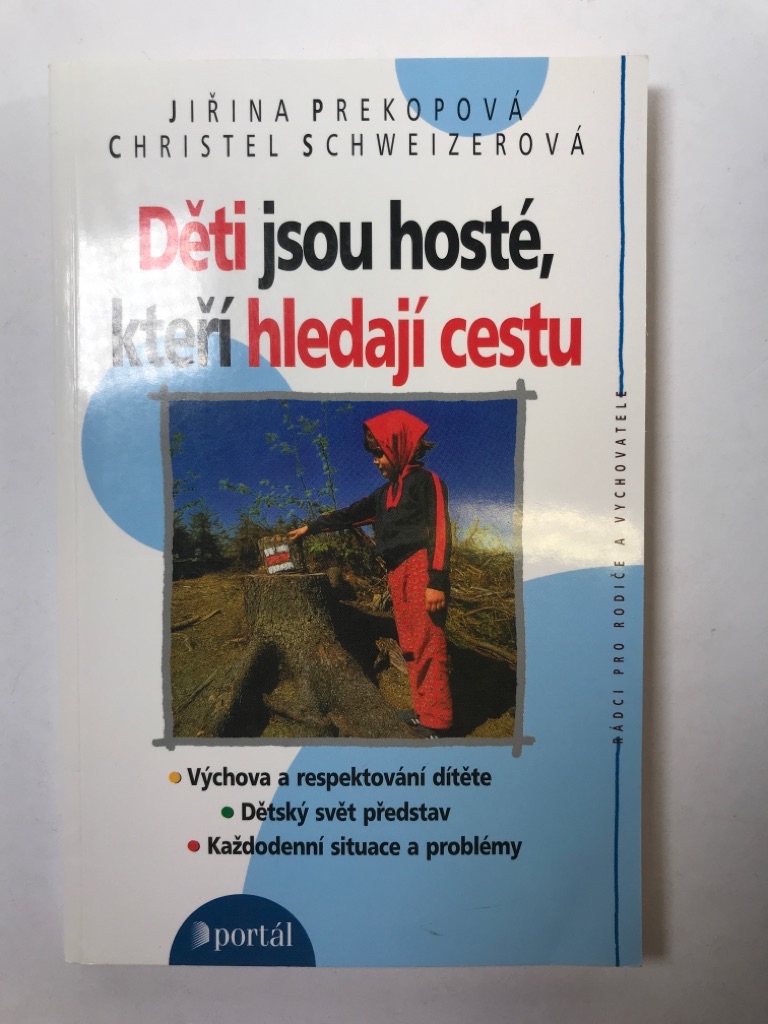 JIŘINA PREKOPOVÁ
CHRISTEL SCHWEIZEROVÁ
Děti jsou hosté,
kteří hledají cestu
RÁDCI PRO RODIČE A VYCHOVATELE
• Výchova a respektování dítěte
• Dětský svět představ
• Každodenní situace a problémy
portál